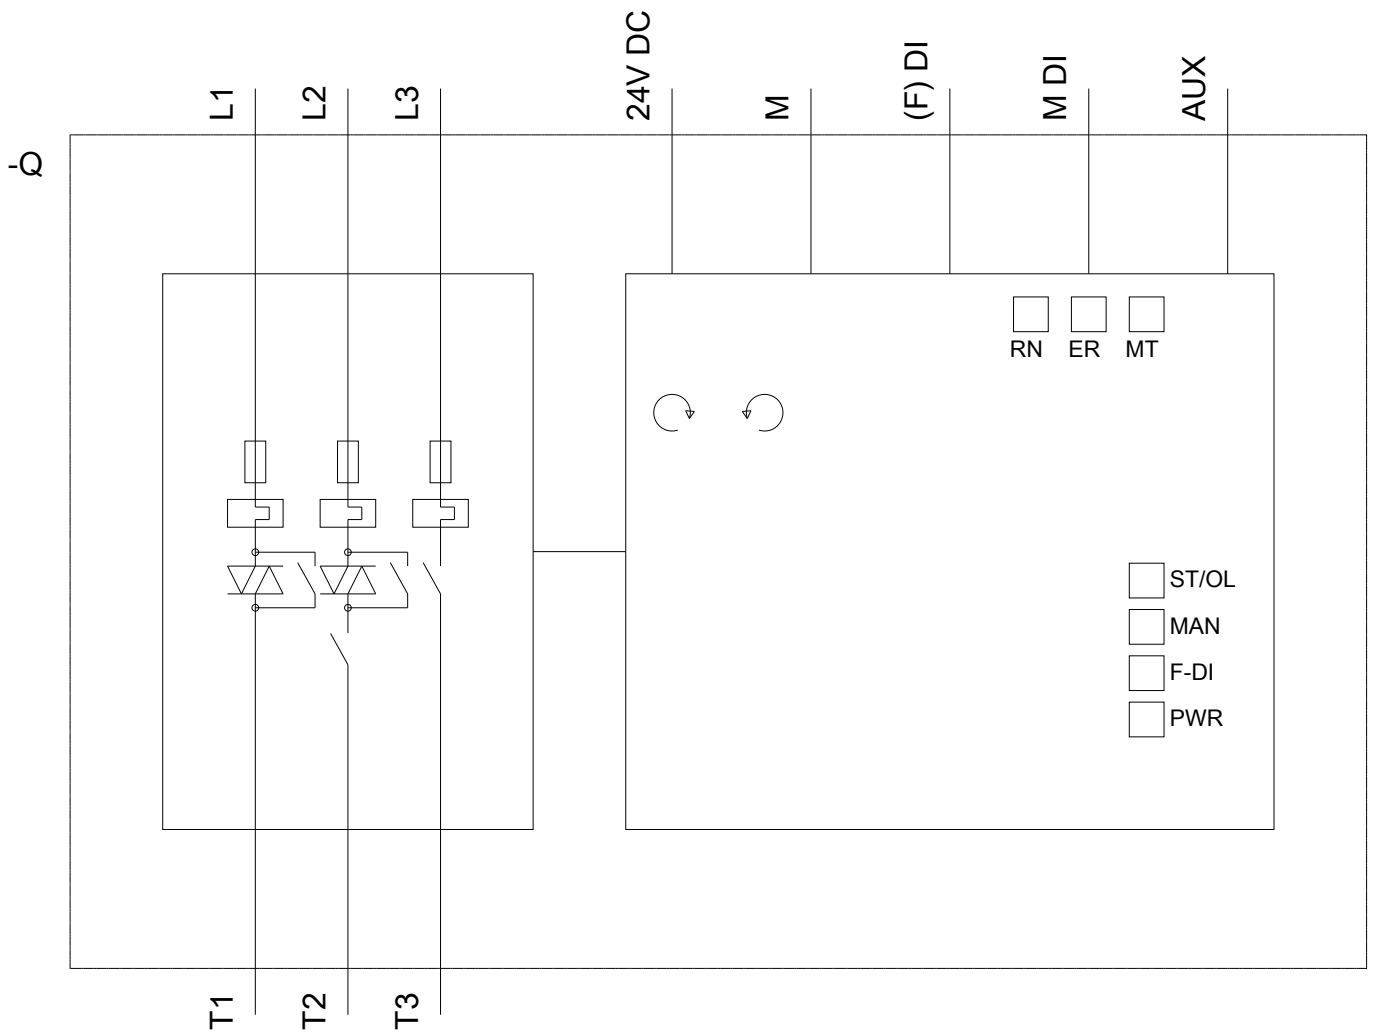 L1
L2
L3
24V DC
M
(F) DI
M DI
AUX
-Q
RN
ER
MT
ST/OL
MAN
F-DI
PWR
T1
T2
T3